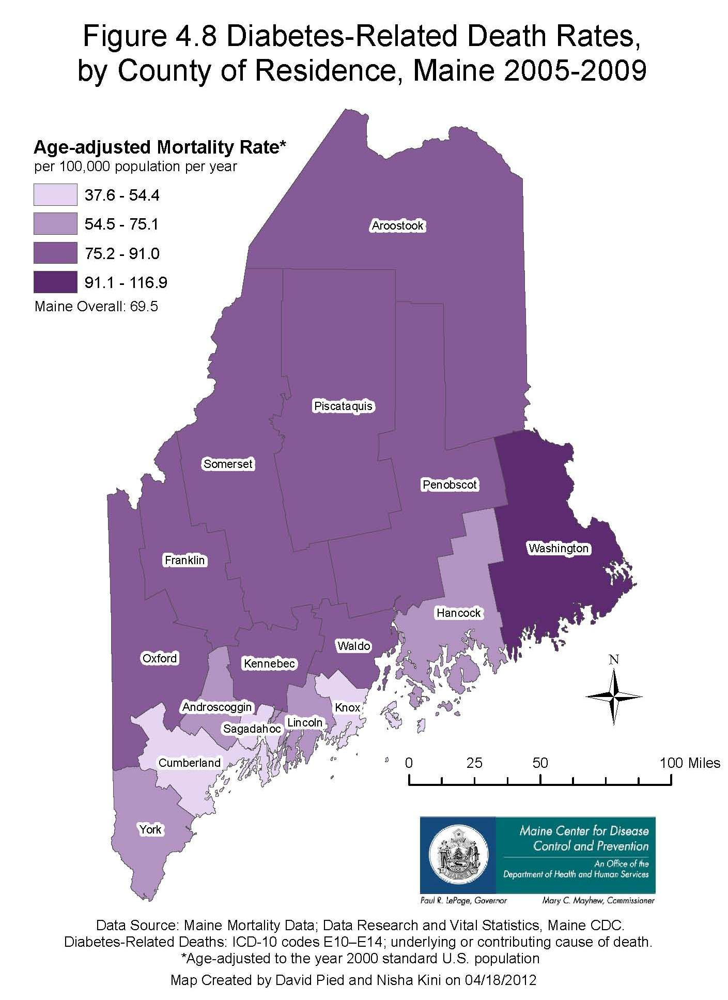 Figure 4.8 Diabetes-Related Death Rates,
by County of Residence, Maine 2005-2009
Age-adjusted Mortality Rate*
per 100,000 population per year
37.6 - 54.4
54.5 - 75.1
75.2 - 91.0
91.1 - 116.9
Maine Overall: 69.5
Aroostook
Piscataquis
Somerset
Penobscot
Franklin
Washington
Hancock
Waldo
Oxford
Kennebec
Androscoggin
Knox
Lincoln
Sagadahoc
Cumberland
York
N
0 25 50 100 Miles
Maine Center for Disease
Control and Prevention
An Office of the
Department of Health and Human Services
Paul R. LePage, Governor Mary C. Mayhew, Commissioner
Data Source: Maine Mortality Data; Data Research and Vital Statistics, Maine CDC.
Diabetes-Related Deaths: ICD-10 codes E10–E14; underlying or contributing cause of death.
*Age-adjusted to the year 2000 standard U.S. population
Map Created by David Pied and Nisha Kini on 04/18/2012